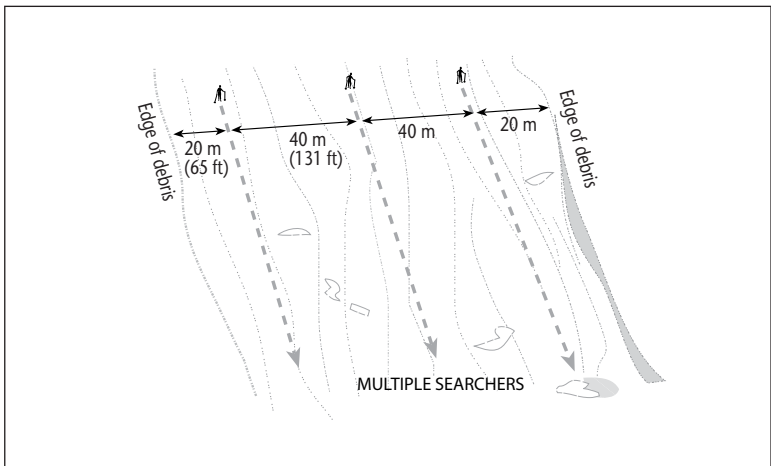 Edge of debris
20 m
(65 ft)
40 m
(131 ft)
40 m
20 m
Edge of debris
MULTIPLE SEARCHERS